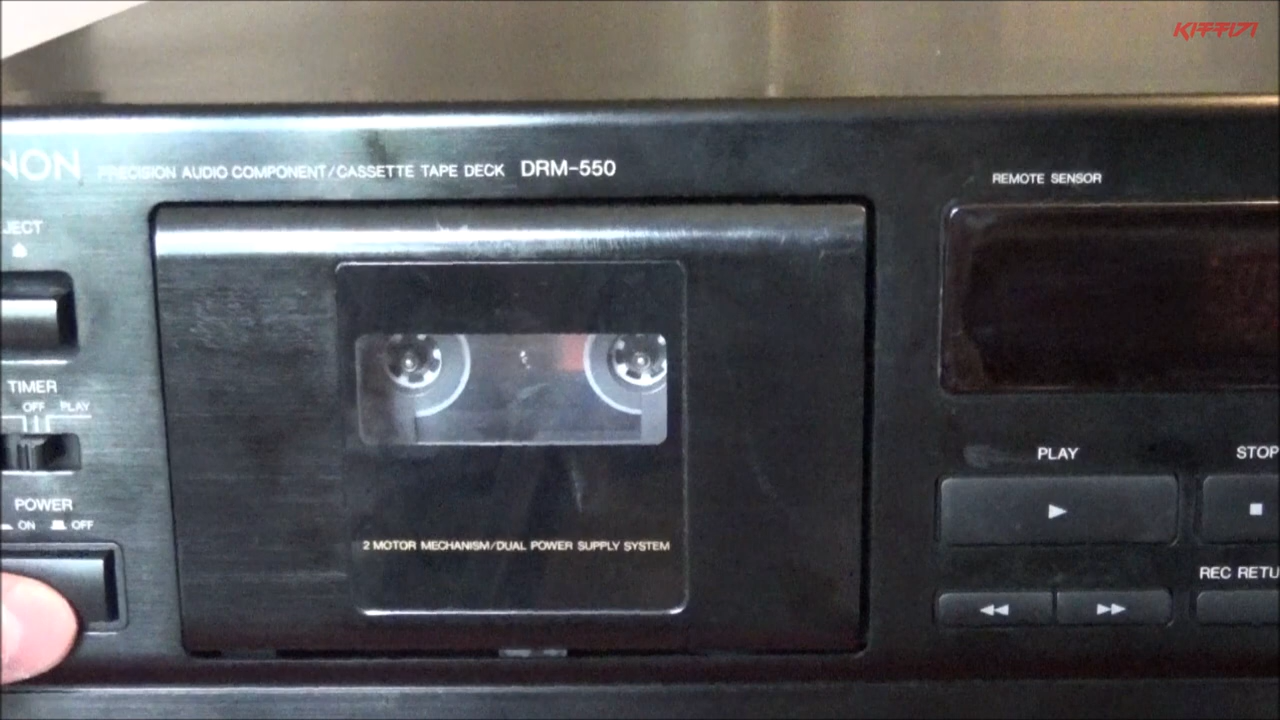 KITTIJI
NON PRECISION AUDIO COMPONENT/CASSETTE TAPE DECK DRM-550
REMOTE SENSOR
JECT
TIMER
OFF PLAY
POWER
ON OFF
2 MOTOR MECHANISM/DUAL POWER SUPPLY SYSTEM
PLAY
STOP
REC RETU